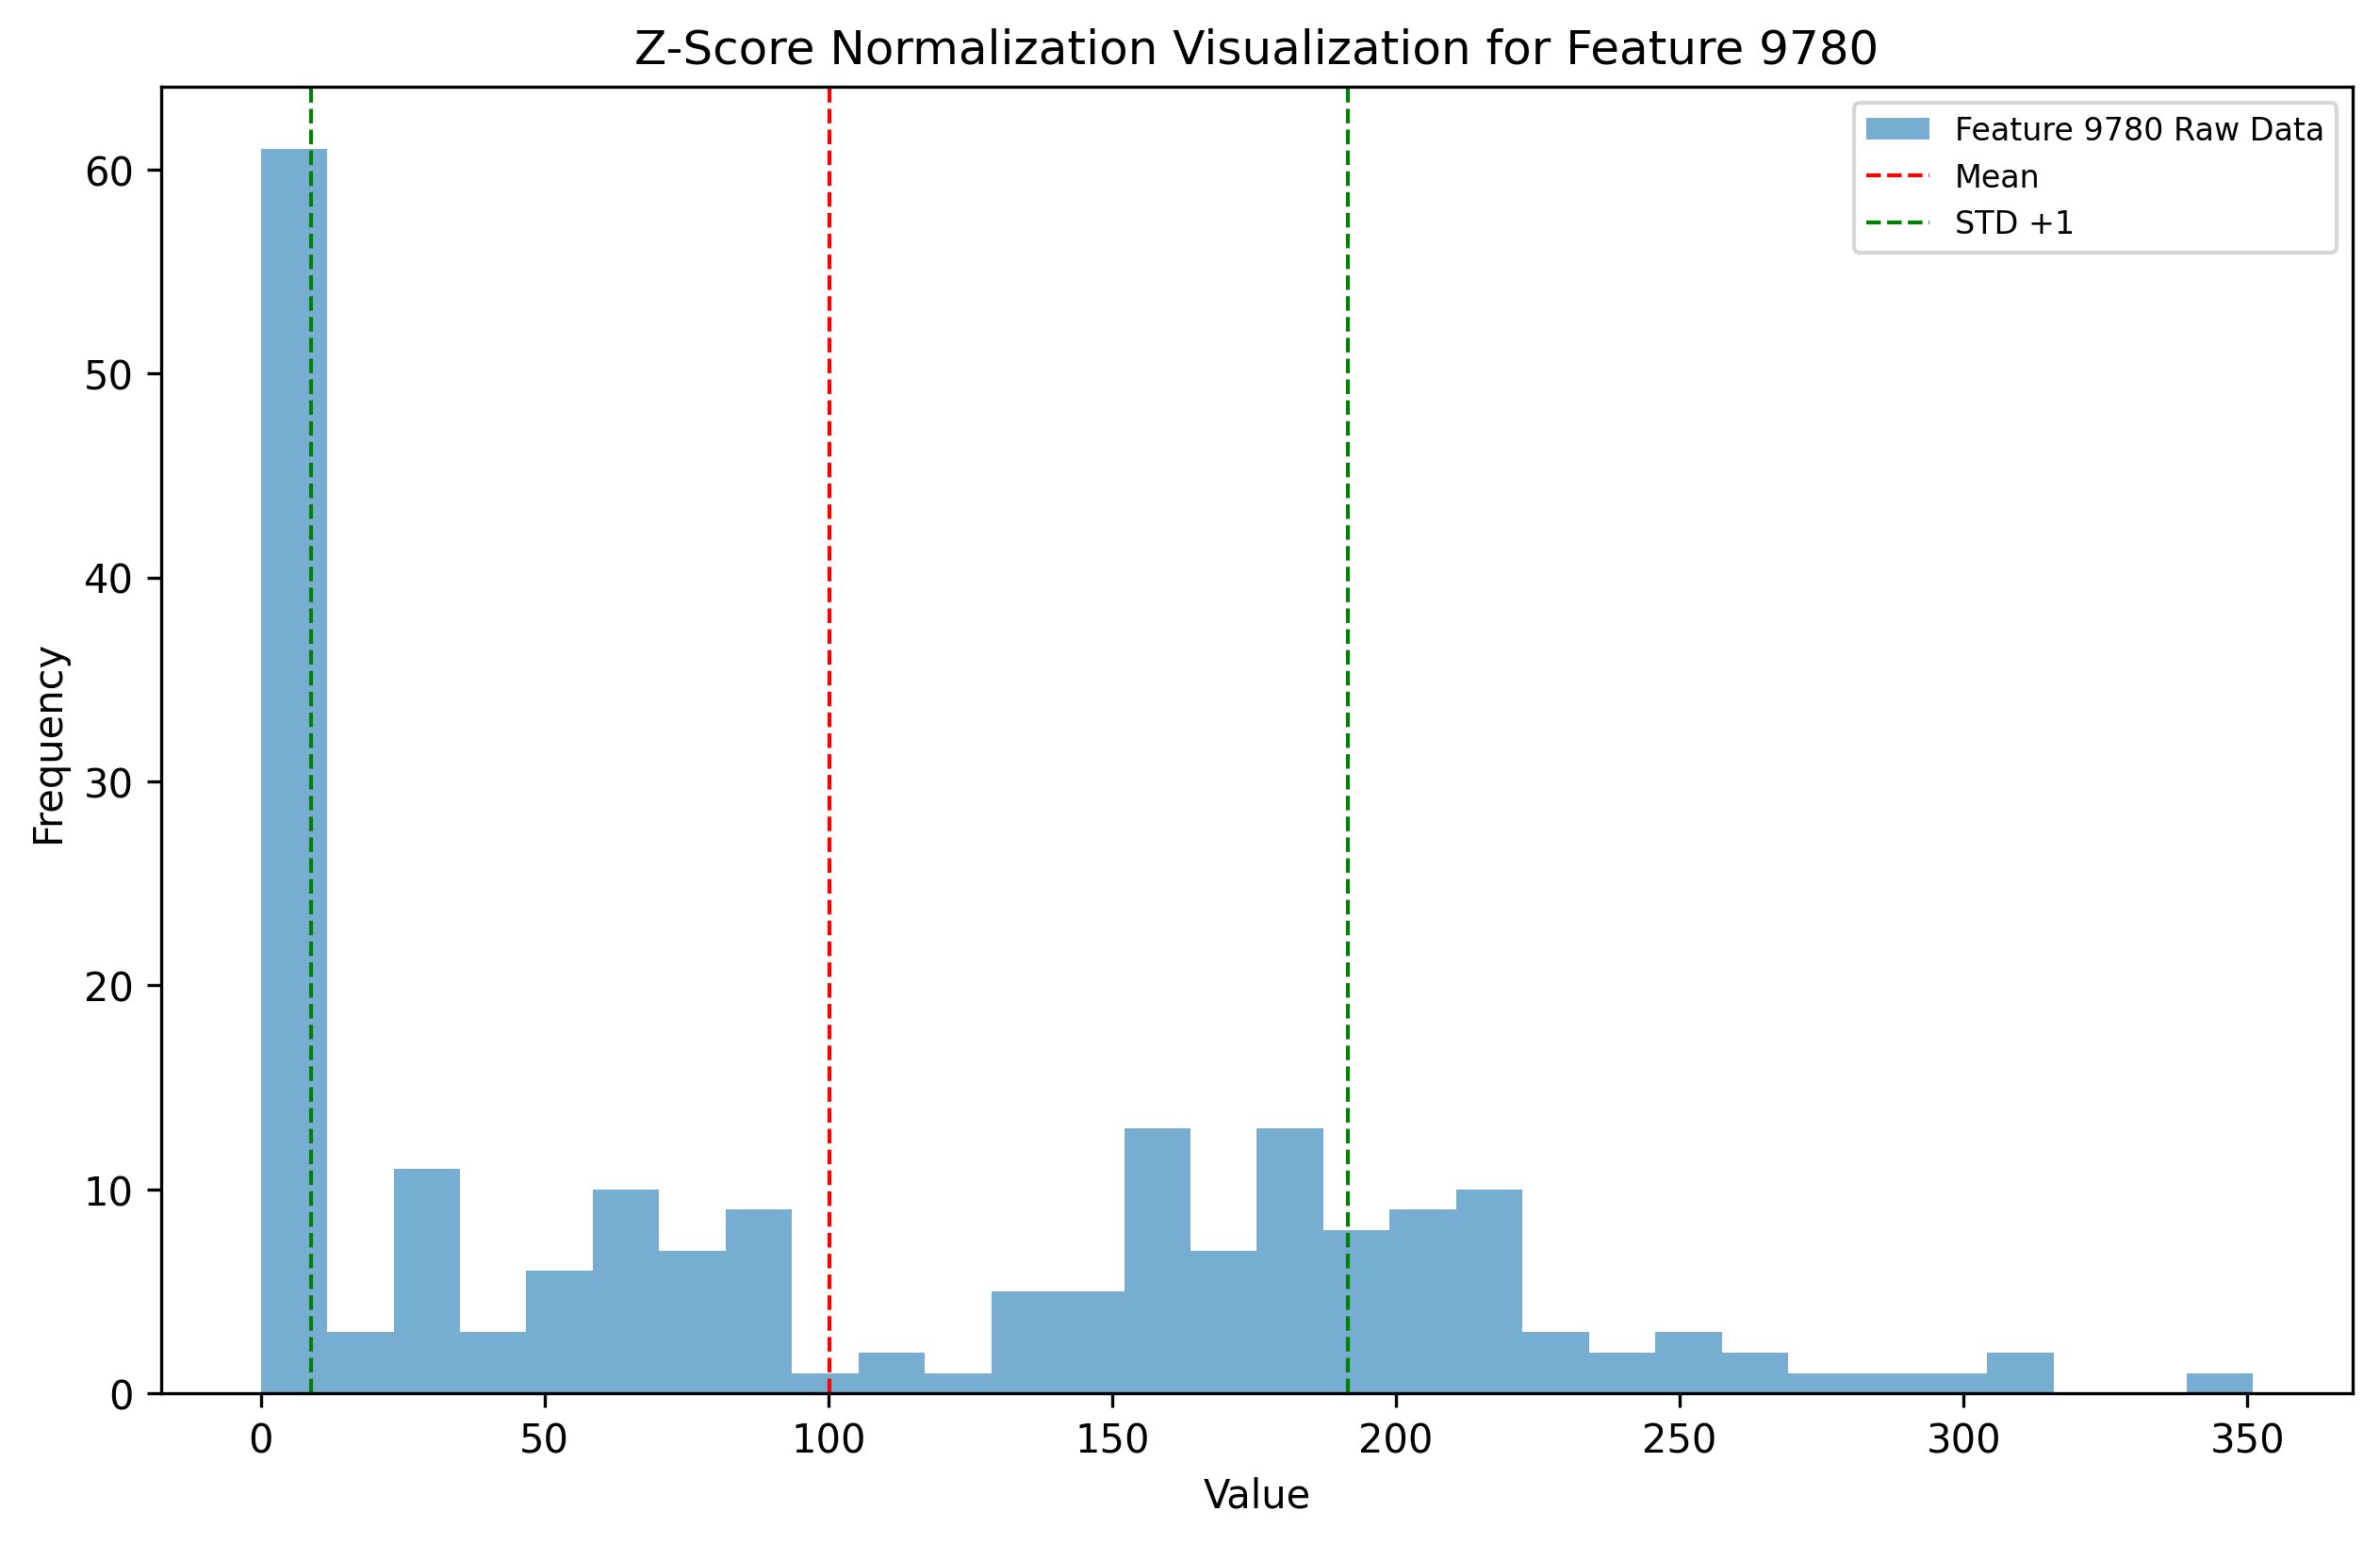 Z-Score Normalization Visualization for Feature 9780
Feature 9780 Raw Data
Mean
STD +1
60
50
40
30
20
10
0
Frequency
0 50 100 150 200 250 300 350
Value